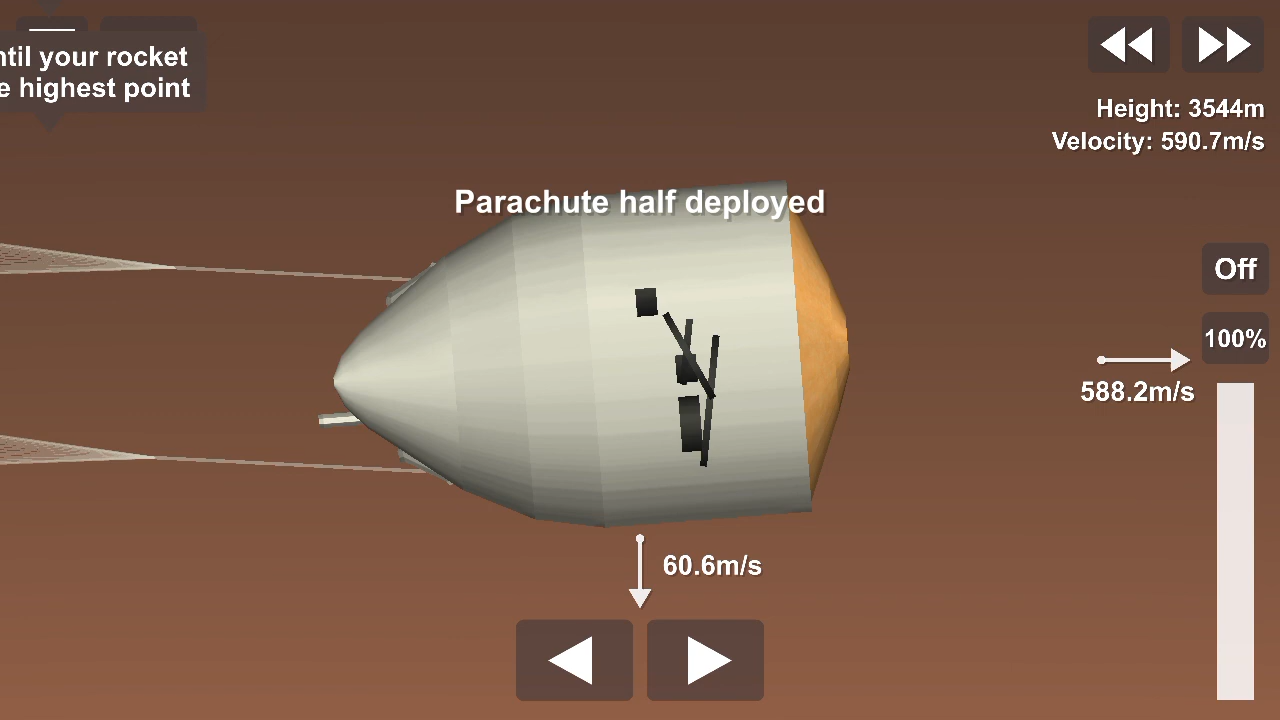 ntil your rocket
e highest point
Height: 3544m
Velocity: 590.7m/s
Parachute half deployed
Off
100%
588.2m/s
60.6m/s